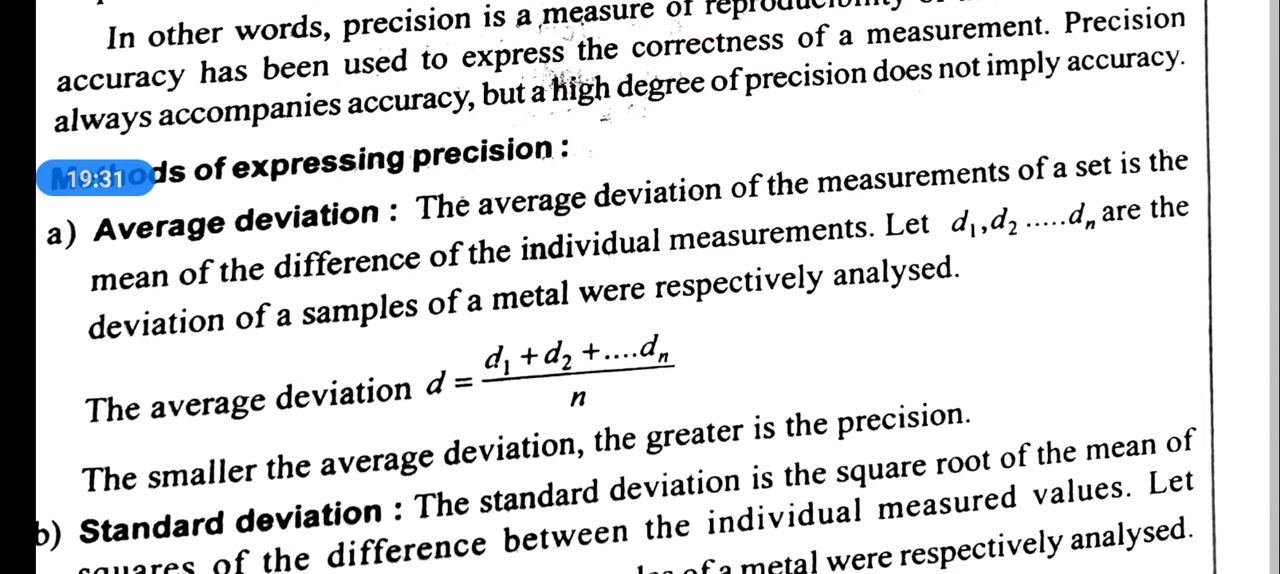 In other words, precision is a measure of
accuracy has been used to express the correctness of a measurement. Precision
always accompanies accuracy, but a high degree of precision does not imply accuracy.
19:31 of expressing precision :
a) Average deviation : The average deviation of the measurements of a set is the
mean of the difference of the individual measurements. Let d₁,d₂ .....dₙ are the
deviation of a samples of a metal were respectively analysed.
The average deviation d = (d₁ + d₂ + ....dₙ) / n
The smaller the average deviation, the greater is the precision.
b) Standard deviation : The standard deviation is the square root of the mean of
squares of the difference between the individual measured values. Let
of a metal were respectively analysed.